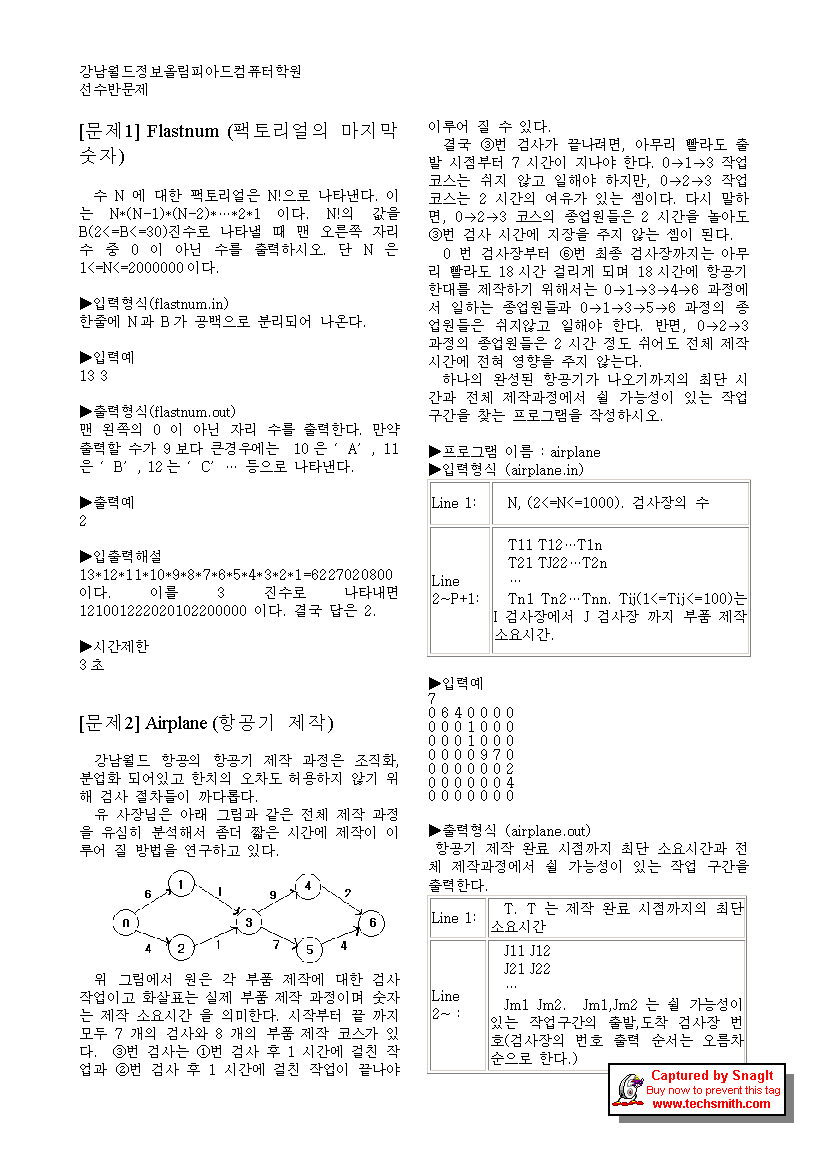 강남월드정보올림피아드컴퓨터학원
선수반문제
[문제1] Flastnum (팩토리얼의 마지막
숫자)
수 N 에 대한 팩토리얼은 N!으로 나타낸다. 이
는 N*(N-1)*(N-2)*…*2*1 이다. N!의 값을
B(2<=B<=30)진수로 나타낼 때 맨 오른쪽 자리
수 중 0 이 아닌 수를 출력하시오. 단 N 은
1<=N<=2000000이다.
▶입력형식(flastnum.in)
한줄에 N과 B가 공백으로 분리되어 나온다.
▶입력예
13 3
▶출력형식(flastnum.out)
맨 왼쪽의 0 이 아닌 자리 수를 출력한다. 만약
출력할 수가 9보다 큰경우에는 10은 ‘ A’ , 11
은 ‘ B’ , 12는 ‘ C’ … 등으로 나타낸다.
▶출력예
2
▶입출력해설
13*12*11*10*9*8*7*6*5*4*3*2*1=6227020800
이다. 이를 3 진수로 나타내면
121001222020102200000 이다. 결국 답은 2.
▶시간제한
3초
[문제2] Airplane (항공기 제작)
강남월드 항공의 항공기 제작 과정은 조직화,
분업화 되어있고 한치의 오차도 허용하지 않기 위
해 검사 절차들이 까다롭다.
유 사장님은 아래 그림과 같은 전체 제작 과정
을 유심히 분석해서 좀더 짧은 시간에 제작이 이
루어 질 방법을 연구하고 있다.
6 1 1 9 4 2
0 3 6
4 2 1 7 5 4
위 그림에서 원은 각 부품 제작에 대한 검사
작업이고 화살표는 실제 부품 제작 과정이며 숫자
는 제작 소요시간 을 의미한다. 시작부터 끝 까지
모두 7 개의 검사와 8 개의 부품 제작 코스가 있
다. ③번 검사는 ①번 검사 후 1 시간에 걸친 작
업과 ②번 검사 후 1 시간에 걸친 작업이 끝나야
이루어 질 수 있다.
결국 ③번 검사가 끝나려면, 아무리 빨라도 출
발 시점부터 7 시간이 지나야 한다. 0→1→3 작업
코스는 쉬지 않고 일해야 하지만, 0→2→3 작업
코스는 2 시간의 여유가 있는 셈이다. 다시 말하
면, 0→2→3 코스의 종업원들은 2 시간을 놀아도
③번 검사 시간에 지장을 주지 않는 셈이 된다.
0 번 검사장부터 ⑥번 최종 검사장까지는 아무
리 빨라도 18시간 걸리게 되며 18시간에 항공기
한대를 제작하기 위해서는 0→1→3→4→6 과정에
서 일하는 종업원들과 0→1→3→5→6 과정의 종
업원들은 쉬지않고 일해야 한다. 반면, 0→2→3
과정의 종업원들은 2 시간 정도 쉬어도 전체 제작
시간에 전혀 영향을 주지 않는다.
하나의 완성된 항공기가 나오기까지의 최단 시
간과 전체 제작과정에서 쉴 가능성이 있는 작업
구간을 찾는 프로그램을 작성하시오.
▶프로그램 이름 : airplane
▶입력형식 (airplane.in)
Line 1: N, (2<=N<=1000). 검사장의 수
T11 T12…T1n
T21 TJ22…T2n
…
Line
2~P+1:
Tn1 Tn2…Tnn. Tij(1<=Tij<=100)는
I 검사장에서 J 검사장 까지 부품 제작
소요시간.
▶입력예
7
0 6 4 0 0 0 0
0 0 0 1 0 0 0
0 0 0 1 0 0 0
0 0 0 0 9 7 0
0 0 0 0 0 0 2
0 0 0 0 0 0 4
0 0 0 0 0 0 0
▶출력형식 (airplane.out)
항공기 제작 완료 시점까지 최단 소요시간과 전
체 제작과정에서 쉴 가능성이 있는 작업 구간을
출력한다.
Line 1: T. T 는 제작 완료 시점까지의 최단
소요시간
J11 J12
J21 J22
…
Line
2~ :
Jm1 Jm2. Jm1,Jm2 는 쉴 가능성이
있는 작업구간의 출발,도착 검사장 번
호(검사장의 번호 출력 순서는 오름차
순으로 한다.)
Captured by SnagIt
Buy now to prevent this tag
www.techsmith.com